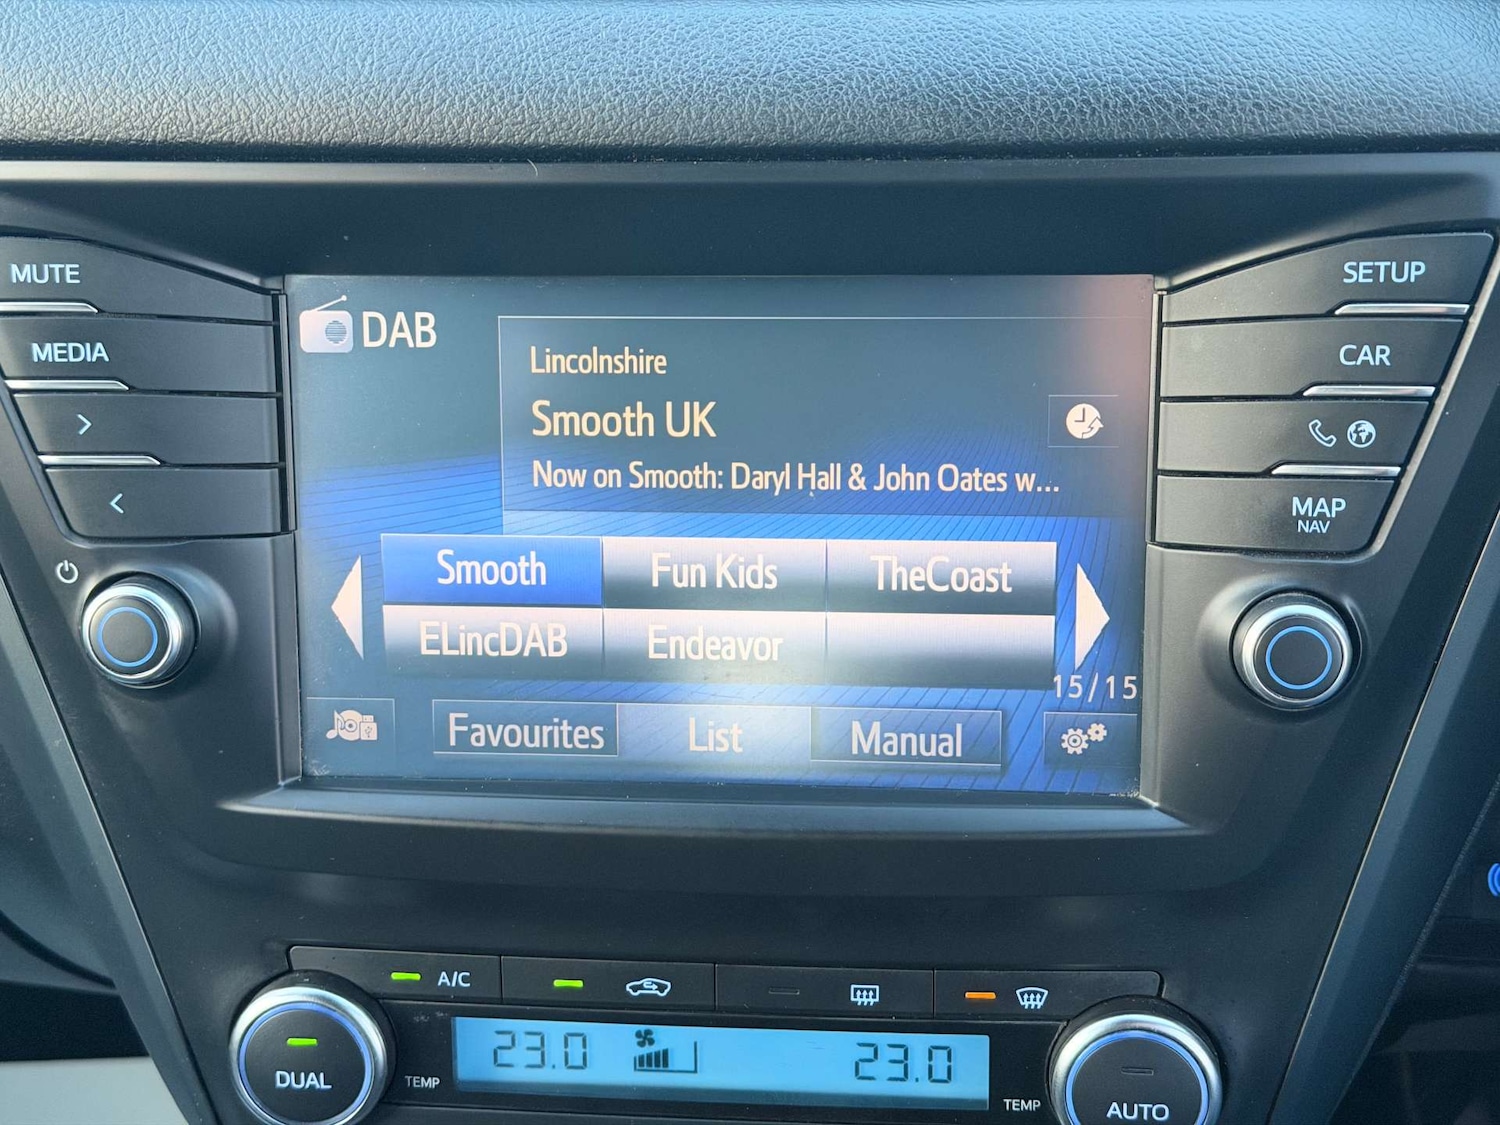 MUTE
MEDIA
DAB
Lincolnshire
Smooth UK
Now on Smooth: Daryl Hall & John Oates w...
Smooth
Fun Kids
TheCoast
ELincDAB
Endeavor
15/15
Favourites
List
Manual
SETUP
CAR
MAP
NAV
A/C
DUAL
TEMP
23.0
23.0
TEMP
AUTO